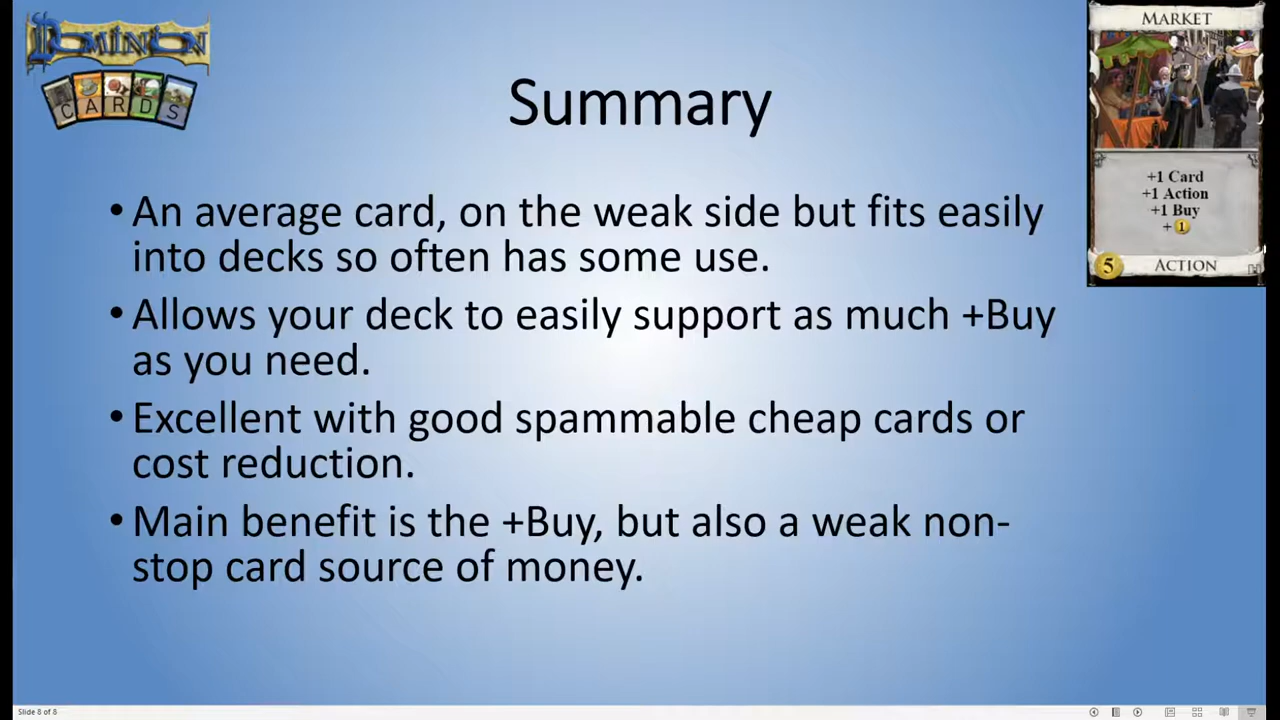 DOMINION
CARDS
Summary
MARKET
+1 Card
+1 Action
+1 Buy
+ 1
5 ACTION
• An average card, on the weak side but fits easily
into decks so often has some use.
• Allows your deck to easily support as much +Buy
as you need.
• Excellent with good spammable cheap cards or
cost reduction.
• Main benefit is the +Buy, but also a weak non-
stop card source of money.
Slide 8 of 8